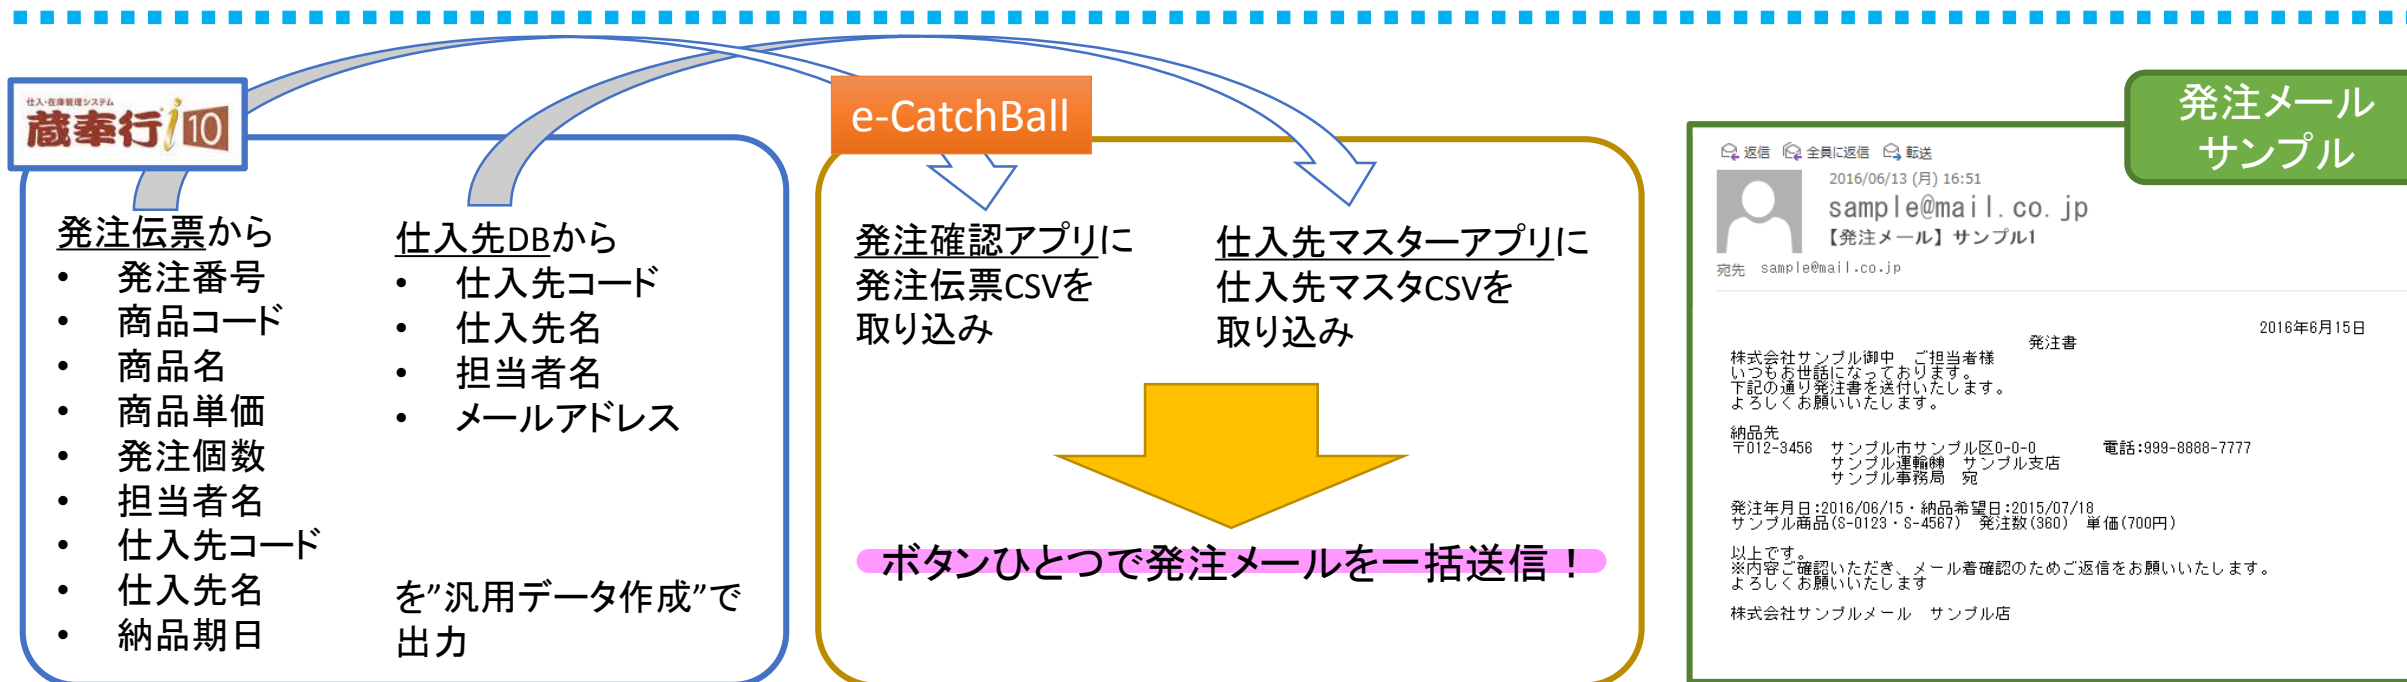 仕入・在庫管理システム
蔵奉行i10
発注伝票から
• 発注番号
• 商品コード
• 商品名
• 商品単価
• 発注個数
• 担当者名
• 仕入先コード
• 仕入先名
• 納品期日
仕入先DBから
• 仕入先コード
• 仕入先名
• 担当者名
• メールアドレス
を”汎用データ作成”で
出力
e-CatchBall
発注確認アプリに
発注伝票CSVを
取り込み
仕入先マスターアプリに
仕入先マスタCSVを
取り込み
ボタンひとつで発注メールを一括送信！
発注メール
サンプル
返信 全員に返信 転送
2016/06/13 (月) 16:51
sample@mail.co.jp
【発注メール】サンプル1
宛先 sample@mail.co.jp
2016年6月15日
発注書
株式会社サンプル御中 ご担当者様
いつもお世話になっております。
下記の通り発注書を送付いたします。
よろしくお願いいたします。
納品先
〒012-3456 サンプル市サンプル区0-0-0 電話:999-8888-7777
サンプル運輸㈱ サンプル支店
サンプル事務局 宛
発注年月日:2016/06/15・納品希望日:2015/07/18
サンプル商品(S-0123・S-4567) 発注数(360) 単価(700円)
以上です。
※内容ご確認いただき、メール着確認のためご返信をお願いいたします。
よろしくお願いいたします
株式会社サンプルメール サンプル店